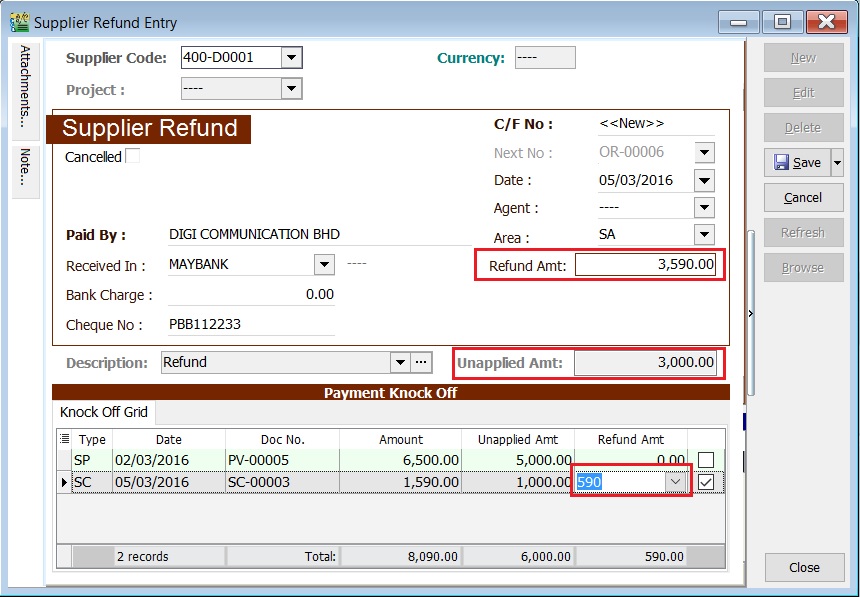 Supplier Refund Entry
Attachments...
Note...
Supplier Code: 400-D0001 Currency: ----
Project : ----
Supplier Refund
Cancelled
C/F No : <<New>>
Next No : OR-00006
Date : 05/03/2016
Agent : ----
Paid By : DIGI COMMUNICATION BHD Area : SA
Received In : MAYBANK ---- Refund Amt: 3,590.00
Bank Charge : 0.00
Cheque No : PBB112233
Description: Refund ... Unapplied Amt: 3,000.00
Payment Knock Off
Knock Off Grid
Type Date Doc No. Amount Unapplied Amt Refund Amt
SP 02/03/2016 PV-00005 6,500.00 5,000.00 0.00
SC 05/03/2016 SC-00003 1,590.00 1,000.00 590
2 records Total: 8,090.00 6,000.00 590.00
New
Edit
Delete
Save
Cancel
Refresh
Browse
Close